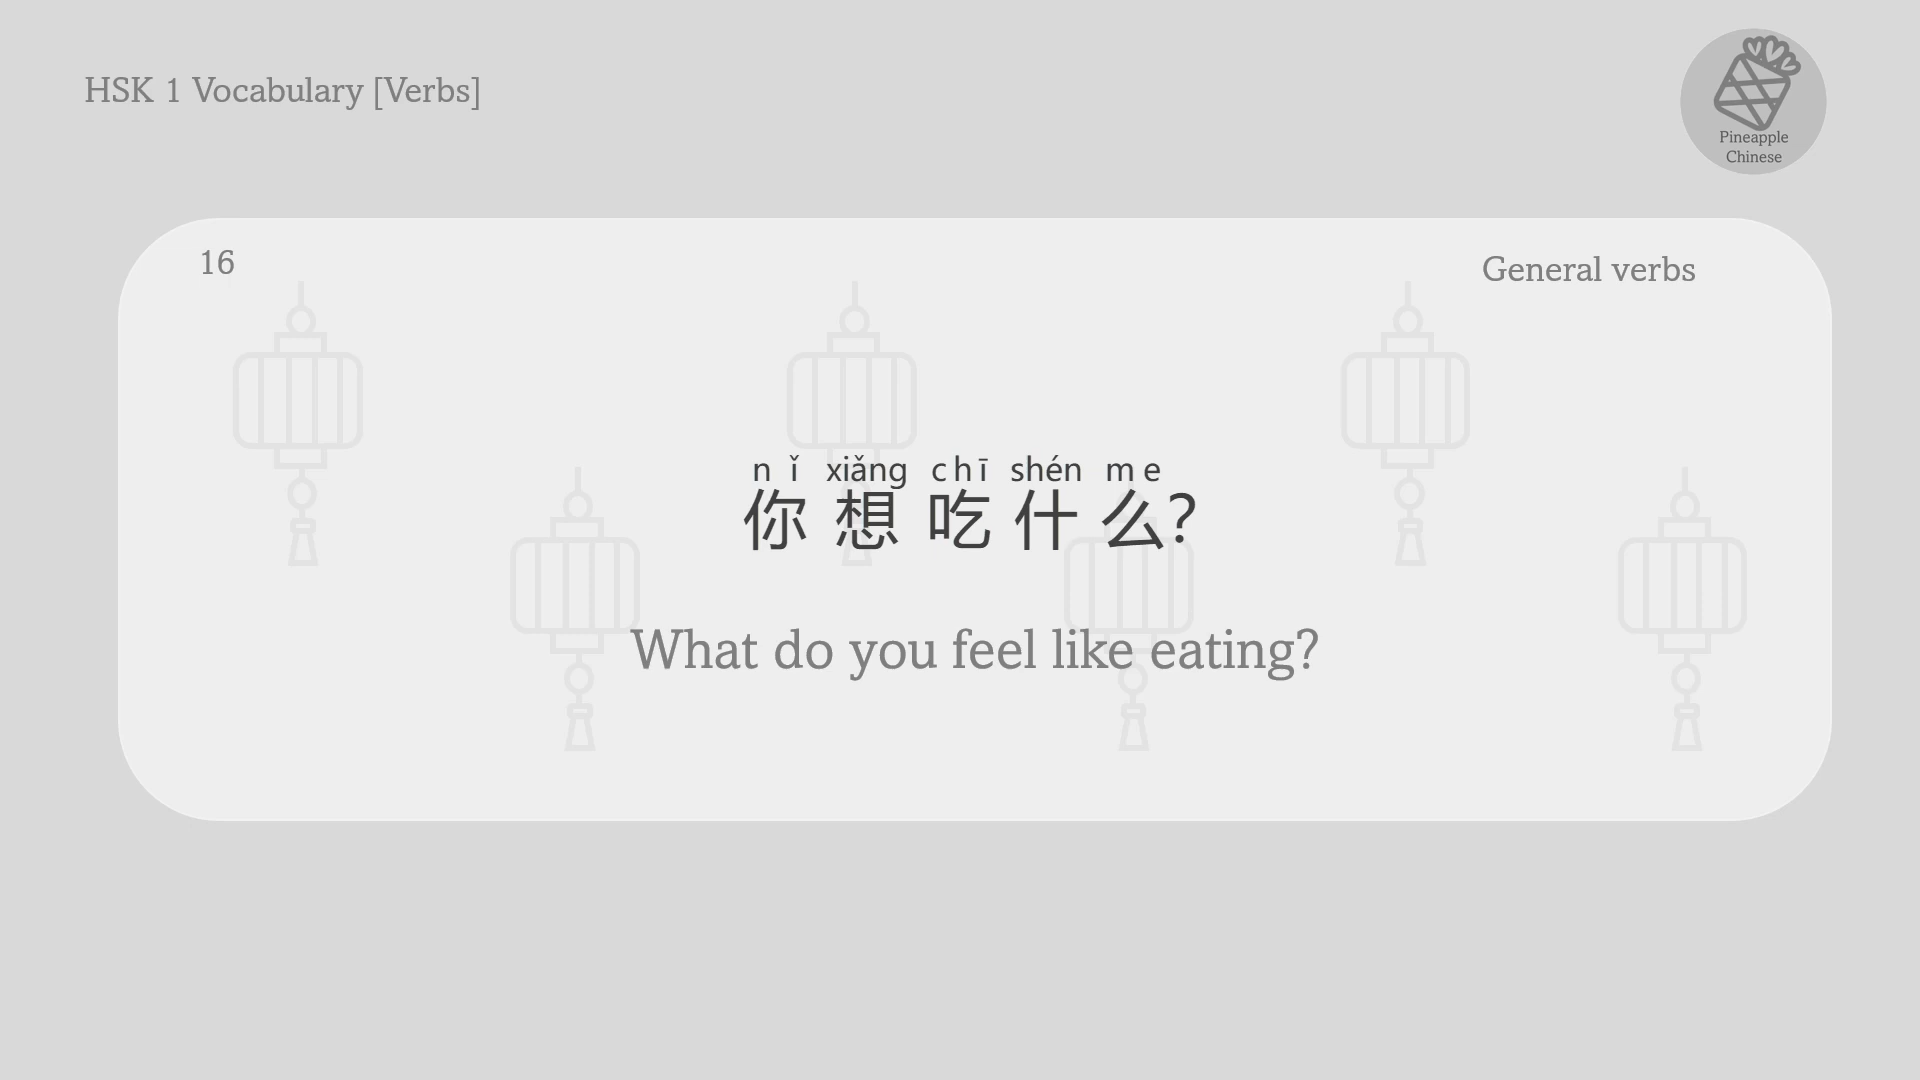 HSK 1 Vocabulary [Verbs]
Pineapple
Chinese
16
General verbs
nǐ xiǎng chī shén me
你想吃什么?
What do you feel like eating?